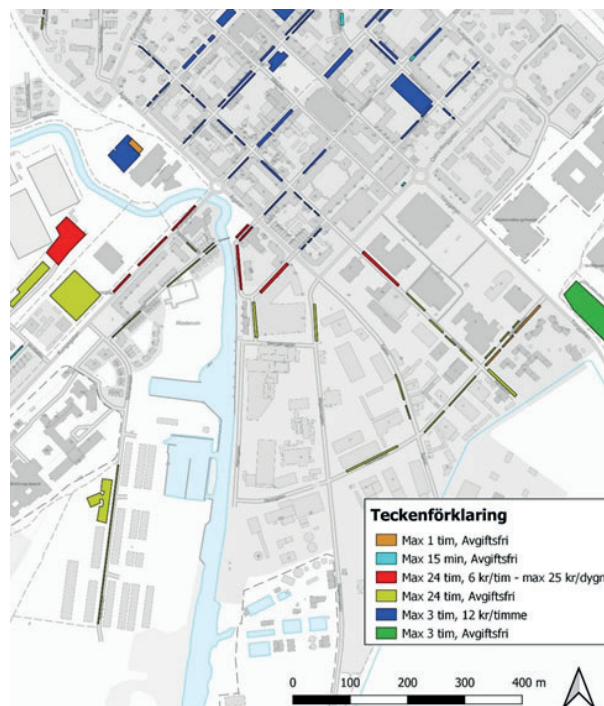 Teckenförklaring
Max 1 tim, Avgiftsfri
Max 15 min, Avgiftsfri
Max 24 tim, 6 kr/tim - max 25 kr/dygn
Max 24 tim, Avgiftsfri
Max 3 tim, 12 kr/timme
Max 3 tim, Avgiftsfri
0 100 200 300 400 m